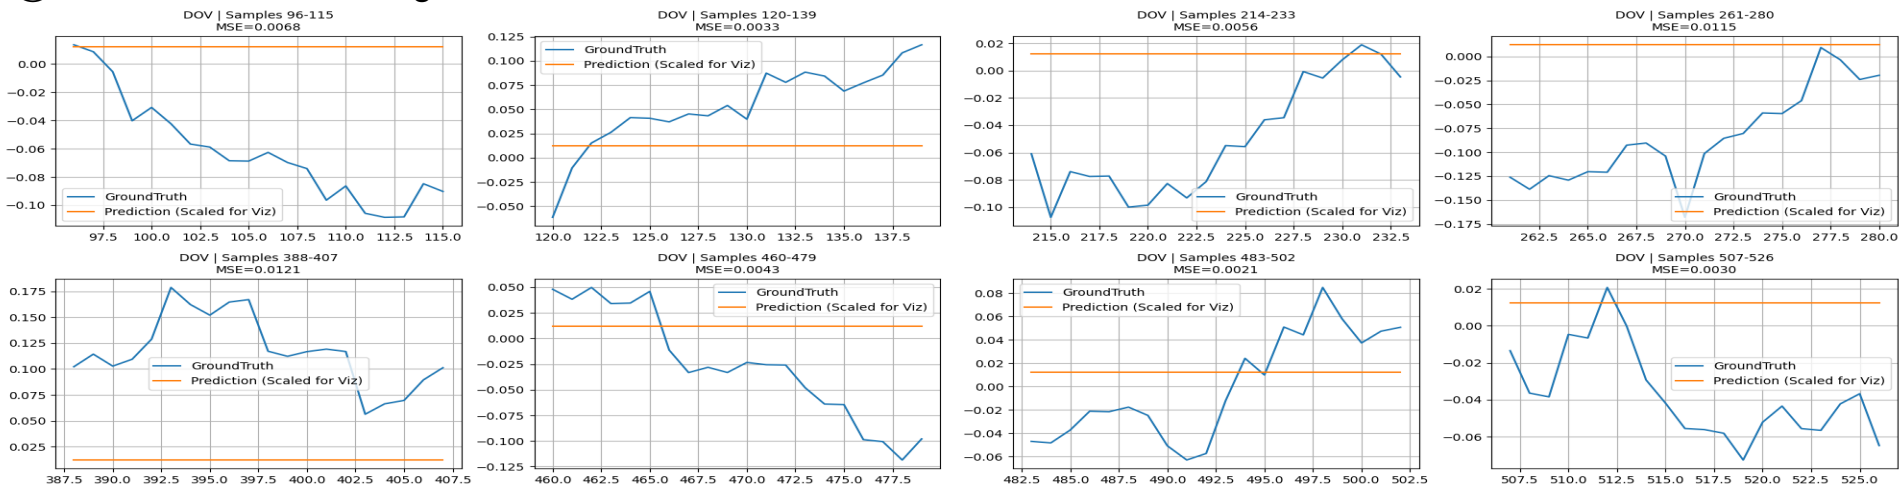 DOV | Samples 96-115
MSE=0.0068
0.00
−0.02
−0.04
−0.06
−0.08
−0.10
GroundTruth
Prediction (Scaled for Viz)
97.5 100.0 102.5 105.0 107.5 110.0 112.5 115.0
DOV | Samples 120-139
MSE=0.0033
0.125
0.100
0.075
0.050
0.025
0.000
−0.025
−0.050
GroundTruth
Prediction (Scaled for Viz)
120.0 122.5 125.0 127.5 130.0 132.5 135.0 137.5
DOV | Samples 214-233
MSE=0.0056
0.02
0.00
−0.02
−0.04
−0.06
−0.08
−0.10
GroundTruth
Prediction (Scaled for Viz)
215.0 217.5 220.0 222.5 225.0 227.5 230.0 232.5
DOV | Samples 261-280
MSE=0.0115
0.000
−0.025
−0.050
−0.075
−0.100
−0.125
−0.150
−0.175
GroundTruth
Prediction (Scaled for Viz)
262.5 265.0 267.5 270.0 272.5 275.0 277.5 280.0
DOV | Samples 388-407
MSE=0.0121
0.175
0.150
0.125
0.100
0.075
0.050
0.025
GroundTruth
Prediction (Scaled for Viz)
387.5 390.0 392.5 395.0 397.5 400.0 402.5 405.0 407.5
DOV | Samples 460-479
MSE=0.0043
0.050
0.025
0.000
−0.025
−0.050
−0.075
−0.100
−0.125
GroundTruth
Prediction (Scaled for Viz)
460.0 462.5 465.0 467.5 470.0 472.5 475.0 477.5
DOV | Samples 483-502
MSE=0.0021
0.08
0.06
0.04
0.02
0.00
−0.02
−0.04
−0.06
GroundTruth
Prediction (Scaled for Viz)
482.5 485.0 487.5 490.0 492.5 495.0 497.5 500.0 502.5
DOV | Samples 507-526
MSE=0.0030
0.02
0.00
−0.02
−0.04
−0.06
GroundTruth
Prediction (Scaled for Viz)
507.5 510.0 512.5 515.0 517.5 520.0 522.5 525.0